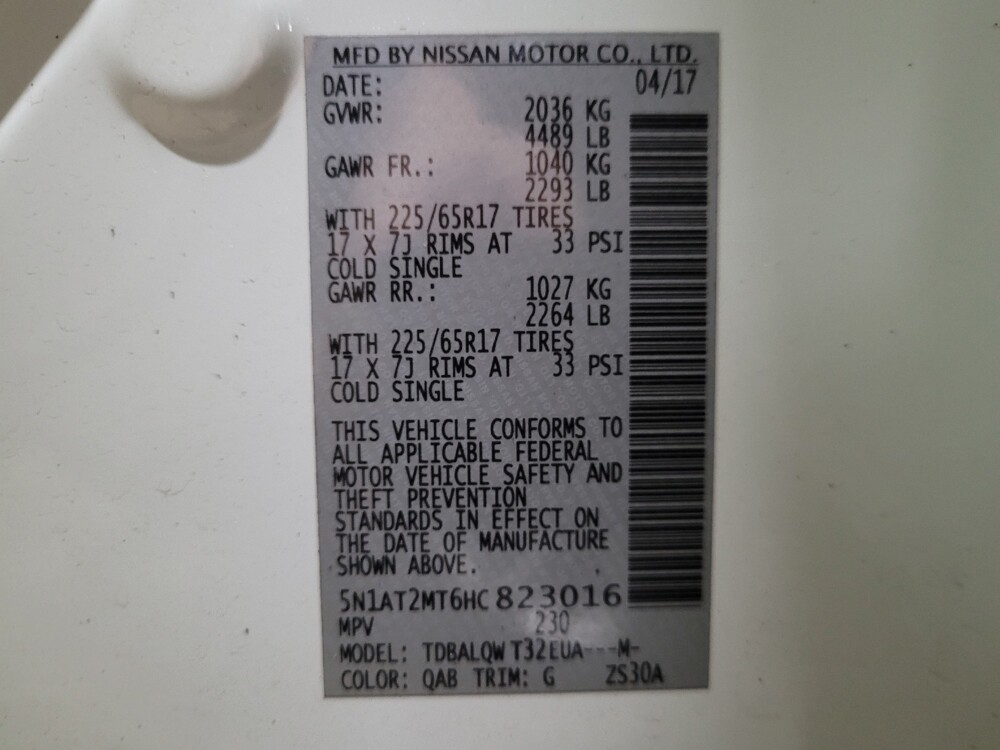 MFD BY NISSAN MOTOR CO., LTD.
DATE: 04/17
GVWR: 2036 KG
4489 LB
GAWR FR.: 1040 KG
2293 LB
WITH 225/65R17 TIRES
17 X 7J RIMS AT 33 PSI
COLD SINGLE
GAWR RR.: 1027 KG
2264 LB
WITH 225/65R17 TIRES
17 X 7J RIMS AT 33 PSI
COLD SINGLE
THIS VEHICLE CONFORMS TO
ALL APPLICABLE FEDERAL
MOTOR VEHICLE SAFETY AND
THEFT PREVENTION
STANDARDS IN EFFECT ON
THE DATE OF MANUFACTURE
SHOWN ABOVE.
5N1AT2MT6HC823016
MPV 230
MODEL: TDBALQWT32EUA---M-
COLOR: QAB TRIM: G ZS30A